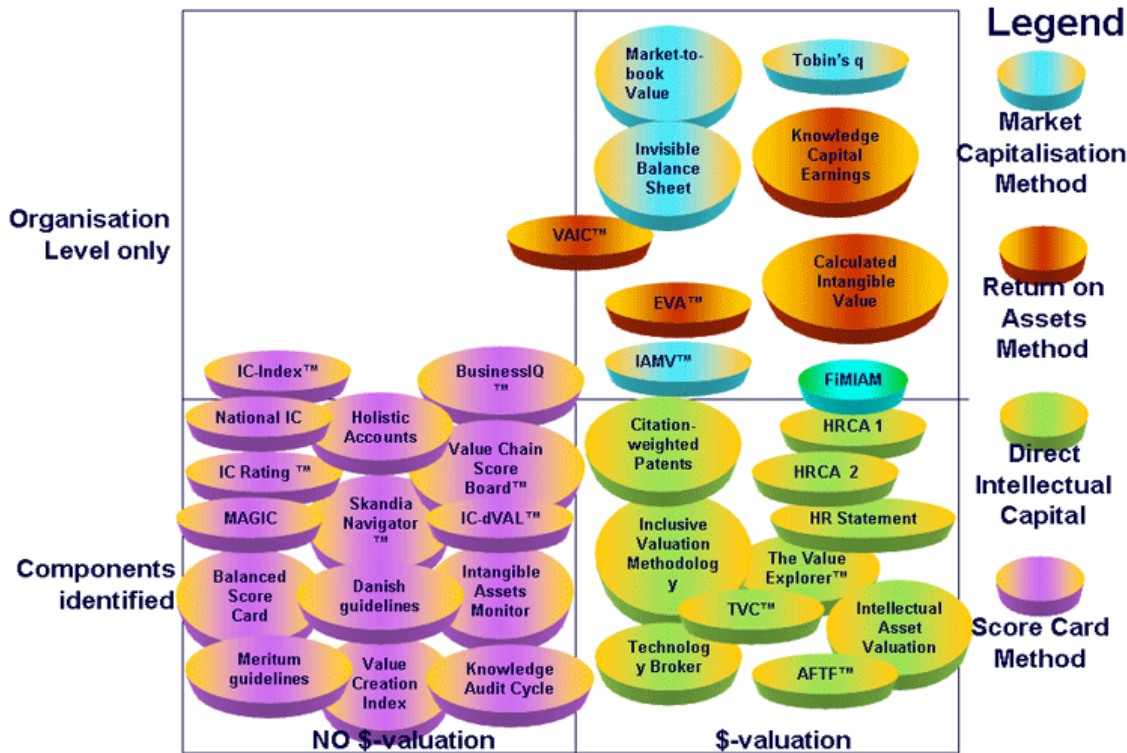 Legend
Market
Capitalisation
Method
Return on
Assets
Method
Direct
Intellectual
Capital
Score Card
Method
Organisation
Level only
Components
identified
Market-to-
book
Value
Tobin's q
Invisible
Balance
Sheet
Knowledge
Capital
Earnings
VAIC™
Calculated
Intangible
Value
EVA™
IAMV™
FiMIAM
IC-Index™
BusinessIQ
™
National IC
Holistic
Accounts
IC Rating ™
Value Chain
Score
Board™
MAGIC
Skandia
Navigator
™
IC-dVAL™
Balanced
Score
Card
Danish
guidelines
Intangible
Assets
Monitor
Meritum
guidelines
Value
Creation
Index
Knowledge
Audit Cycle
Citation-
weighted
Patents
HRCA 1
HRCA 2
Inclusive
Valuation
Methodolog
y
HR Statement
The Value
Explorer™
TVC™
Intellectual
Asset
Valuation
Technolog
y Broker
AFTF™
NO $-valuation
$-valuation